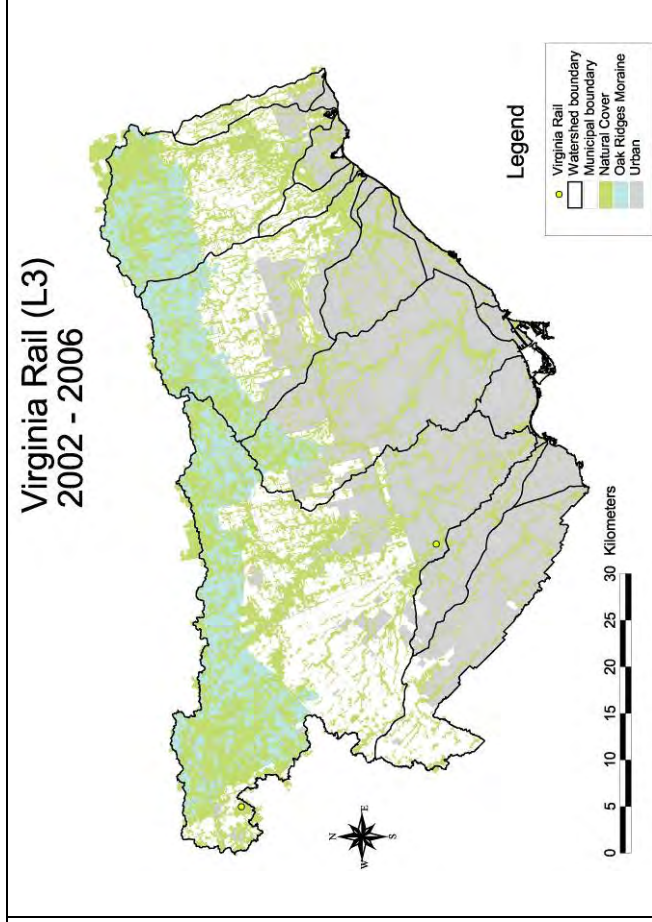 Virginia Rail (L3)
2002 - 2006
N
W
E
S
0 5 10 15 20 25 30 Kilometers
Legend
Virginia Rail
Watershed boundary
Municipal boundary
Natural Cover
Oak Ridges Moraine
Urban